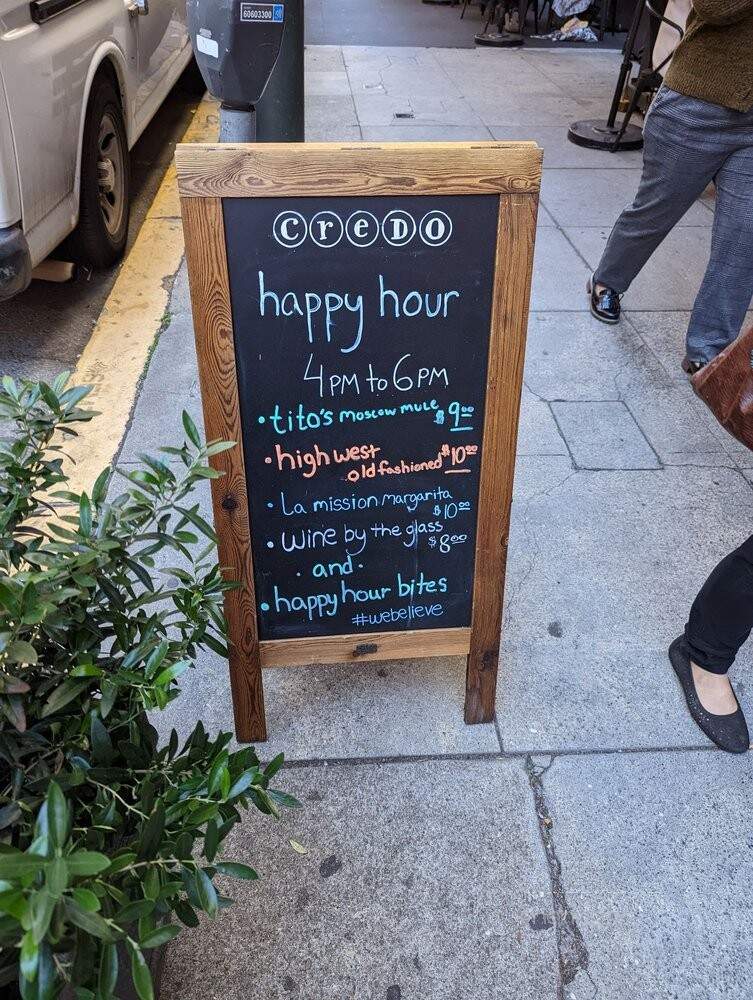 60603300
CreDO
happy hour
4PM to 6PM
• tito's moscow mule $9.00
• high west
old fashioned $10.00
• La mission margarita
$10.00
• wine by the glass
$8.00
• and •
• happy hour bites
#webelieve